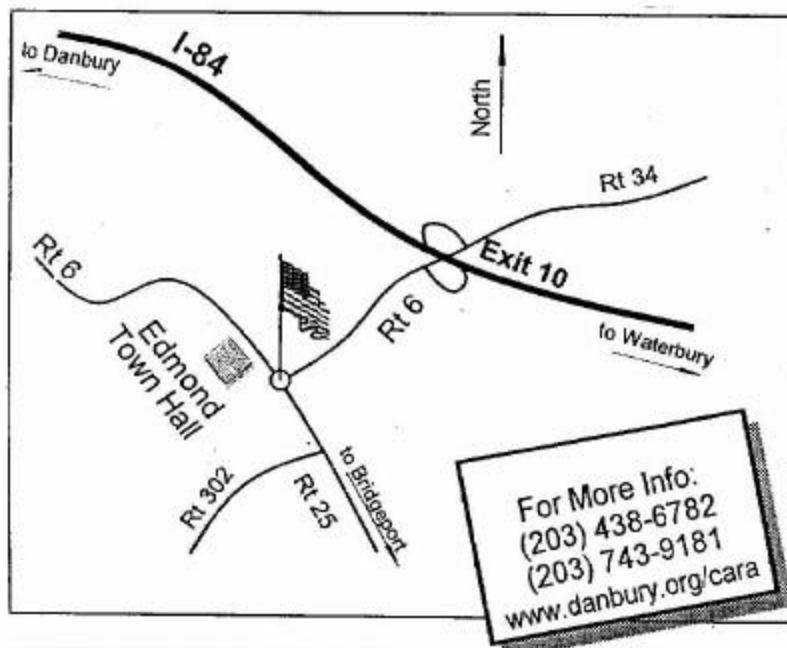 to Danbury
I-84
North
Rt 34
Exit 10
Rt 6
Rt 6
to Waterbury
Edmond
Town Hall
Rt 302
Rt 25
to Bridgeport
For More Info:
(203) 438-6782
(203) 743-9181
www.danbury.org/cara